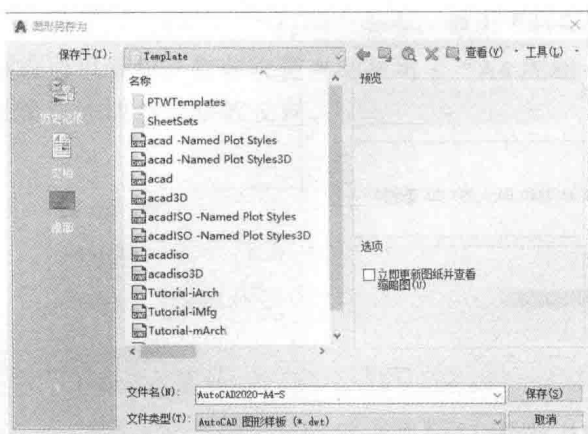 图形另存为
保存于(I):
Template
查看(V)
工具(L)
历史记录
文档
桌面
名称
PTWTemplates
SheetSets
acad -Named Plot Styles
acad -Named Plot Styles3D
acad
acad3D
acadISO -Named Plot Styles
acadISO -Named Plot Styles3D
acadiso
acadiso3D
Tutorial-iArch
Tutorial-iMfg
Tutorial-mArch
预览
选项
立即更新图纸并查看
缩略图(U)
文件名(N):
AutoCAD2020-A4-S
保存(S)
文件类型(T):
AutoCAD 图形样板 (*.dwt)
取消